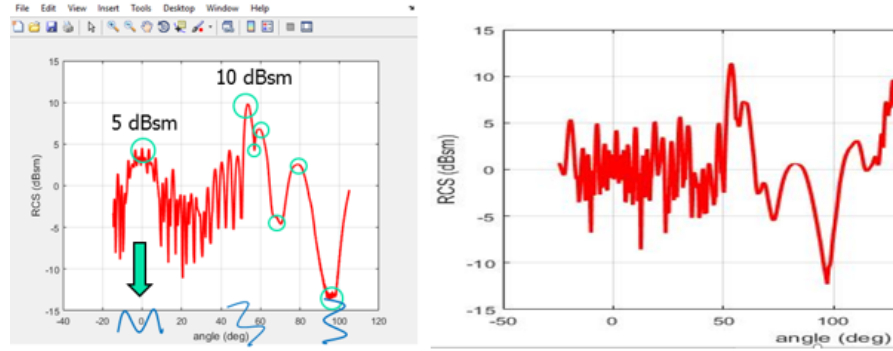 File Edit View Insert Tools Desktop Window Help
15
10
5
0
-5
-10
-15
-40 -20 0 20 40 60 80 100 120
RCS (dBsm)
angle (deg)
5 dBsm
10 dBsm
15
10
5
0
-5
-10
-15
-50 0 50 100
RCS (dBsm)
angle (deg)